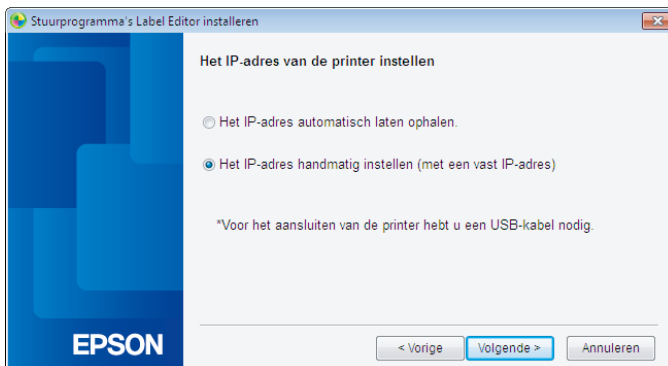 Stuurprogramma's Label Editor installeren
Het IP-adres van de printer instellen
Het IP-adres automatisch laten ophalen.
Het IP-adres handmatig instellen (met een vast IP-adres)
*Voor het aansluiten van de printer hebt u een USB-kabel nodig.
EPSON
< Vorige Volgende > Annuleren